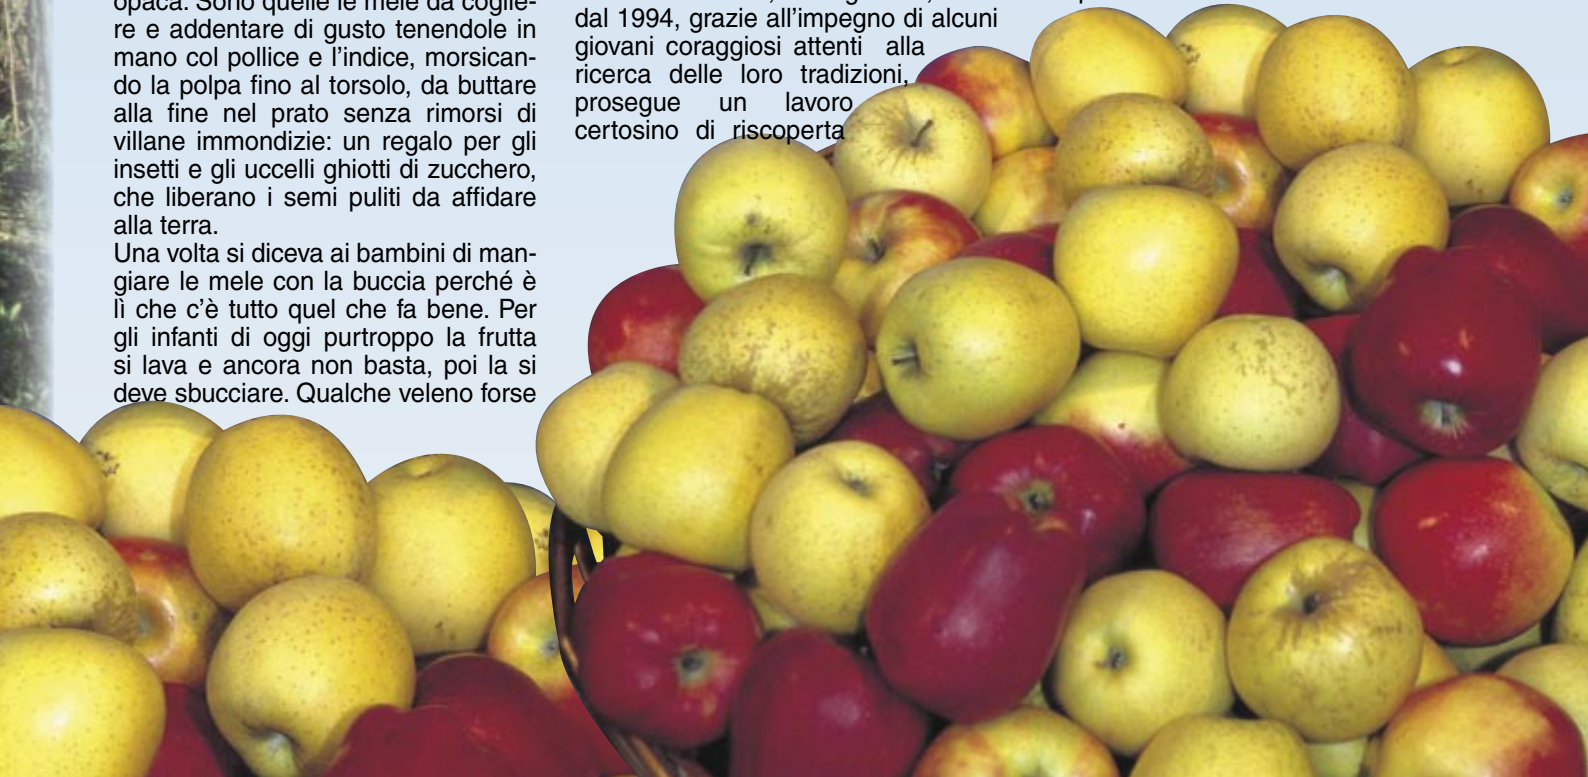 opaca. Sono quelle le mele da coglie-
re e addentare di gusto tenendole in
mano col pollice e l’indice, morsican-
do la polpa fino al torsolo, da buttare
alla fine nel prato senza rimorsi di
villane immondizie: un regalo per gli
insetti e gli uccelli ghiotti di zucchero,
che liberano i semi puliti da affidare
alla terra.
Una volta si diceva ai bambini di man-
giare le mele con la buccia perché è
lì che c’è tutto quel che fa bene. Per
gli infanti di oggi purtroppo la frutta
si lava e ancora non basta, poi la si
deve sbucciare. Qualche veleno forse
dal 1994, grazie all’impegno di alcuni
giovani coraggiosi attenti alla
ricerca delle loro tradizioni,
prosegue un lavoro
certosino di riscoperta